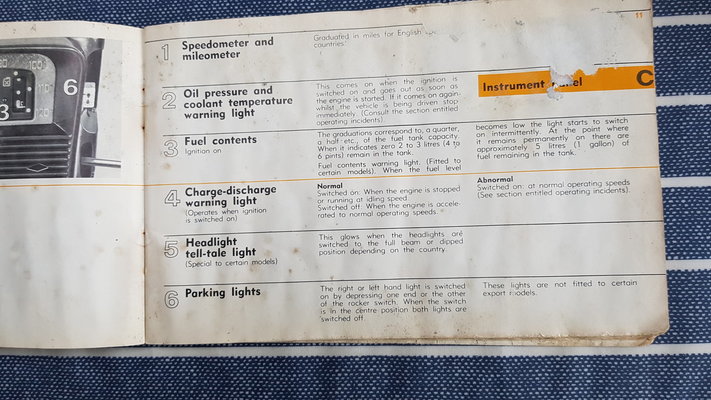 11
Instrument
C
1 Speedometer and
mileometer
Graduated in miles for English
countries.
2 Oil pressure and
coolant temperature
warning light
This comes on when the ignition is
switched on and goes out as soon as
the engine is started. If it comes on again
whilst the vehicle is being driven stop
immediately. (Consult the section entitled
operating incidents).
3 Fuel contents
Ignition on
The graduations correspond to, a quarter,
a half etc., of the fuel tank capacity.
When it indicates zero 2 to 3 litres (4 to
6 pints) remain in the tank.
Fuel contents warning light. (Fitted to
certain models). When the fuel level
becomes low the light starts to switch
on intermittently. At the point where
it remains permanently on there are
approximately 5 litres (1 gallon) of
fuel remaining in the tank.
4 Charge-discharge
warning light
(Operates when ignition
is switched on)
Normal
Switched on: When the engine is stopped
or running at idling speed.
Switched off: When the engine is accele-
rated to normal operating speeds.
Abnormal
Switched on: at normal operating speeds
(See section entitled operating incidents).
5 Headlight
tell-tale light
(Special to certain models)
This glows when the headlights are
switched to the full beam or dipped
position depending on the country.
6 Parking lights
The right or left hand light is switched
on by depressing one end or the other
of the rocker switch. When the switch
is in the centre position both lights are
switched off.
These lights are not fitted to certain
export models.
6
3